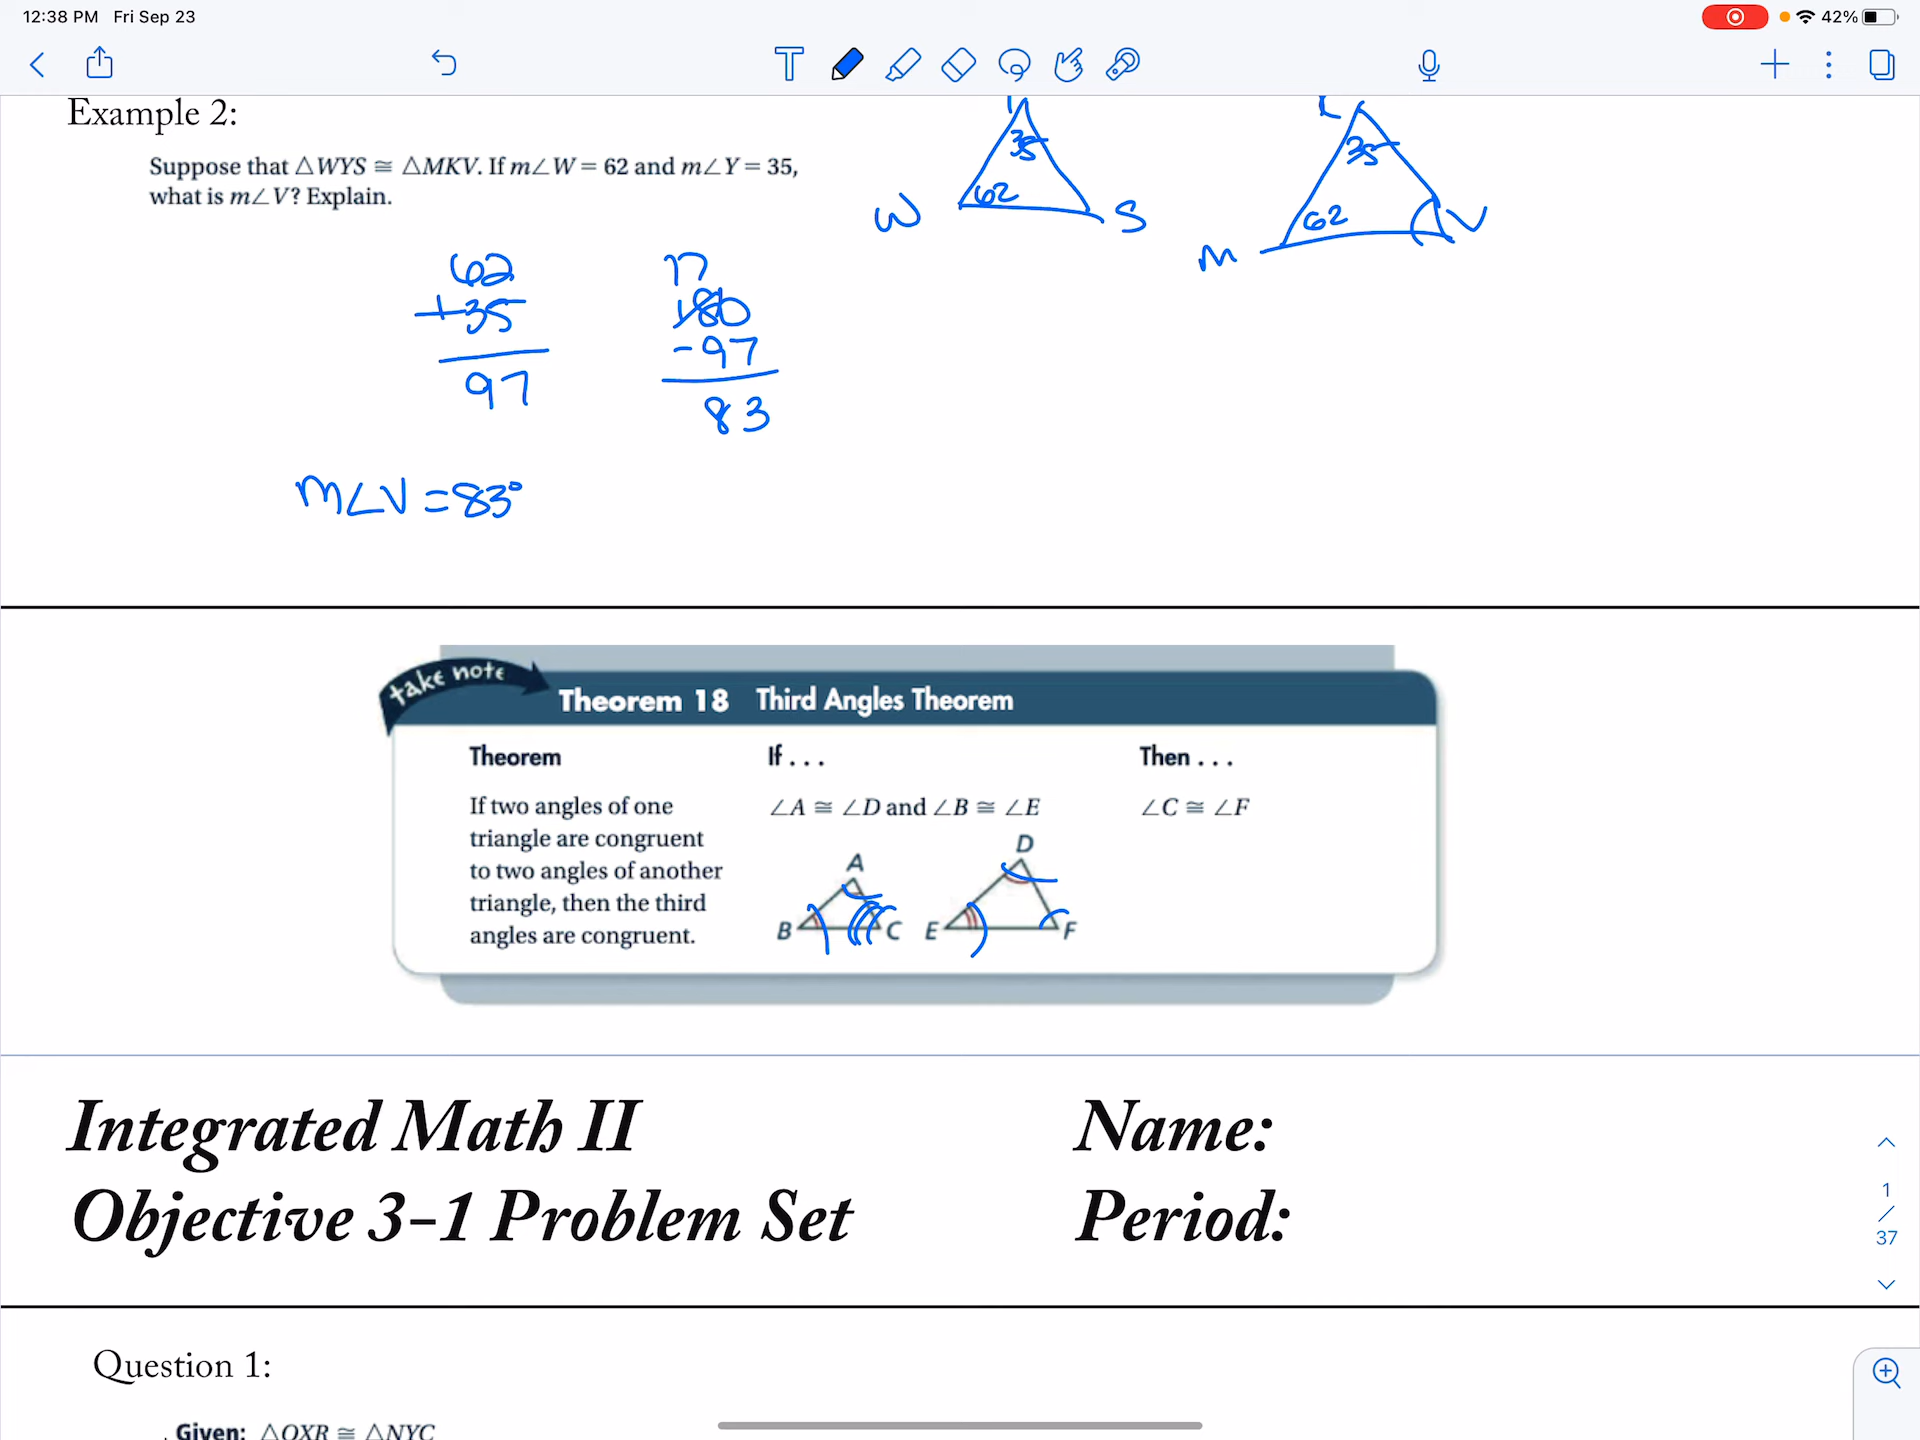 12:38 PM Fri Sep 23
42%
Example 2:
Suppose that △WYS ≅ △MKV. If m∠W = 62 and m∠Y = 35,
what is m∠V? Explain.
35
62
W
S
35
62
M
V
62
+35
97
17
180
-97
83
m∠V = 83°
take note
Theorem 18 Third Angles Theorem
Theorem
If two angles of one
triangle are congruent
to two angles of another
triangle, then the third
angles are congruent.
If . . .
∠A ≅ ∠D and ∠B ≅ ∠E
A
B
C
D
E
F
Then . . .
∠C ≅ ∠F
Integrated Math II
Objective 3-1 Problem Set
Name:
Period:
1
/
37
Question 1:
Given: △QXR ≅ △NYC